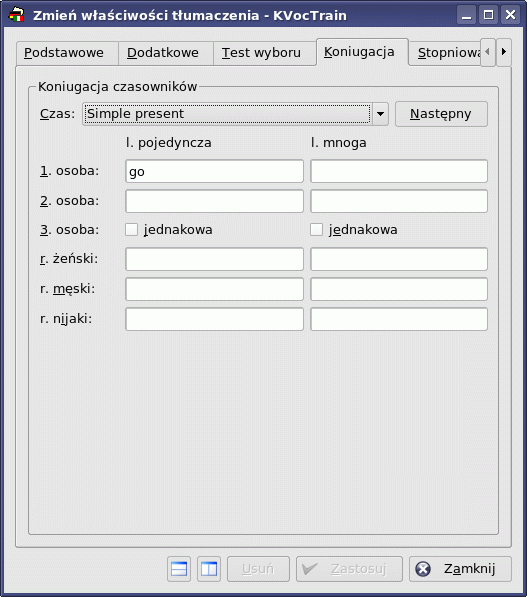 Zmień właściwości tłumaczenia - KVocTrain
Podstawowe Dodatkowe Test wyboru Koniugacja Stopniowa
Koniugacja czasowników
Czas: Simple present Następny
l. pojedyncza l. mnoga
1. osoba: go
2. osoba:
3. osoba: jednakowa jednakowa
r. żeński:
r. męski:
r. nijaki:
Usuń Zastosuj Zamknij